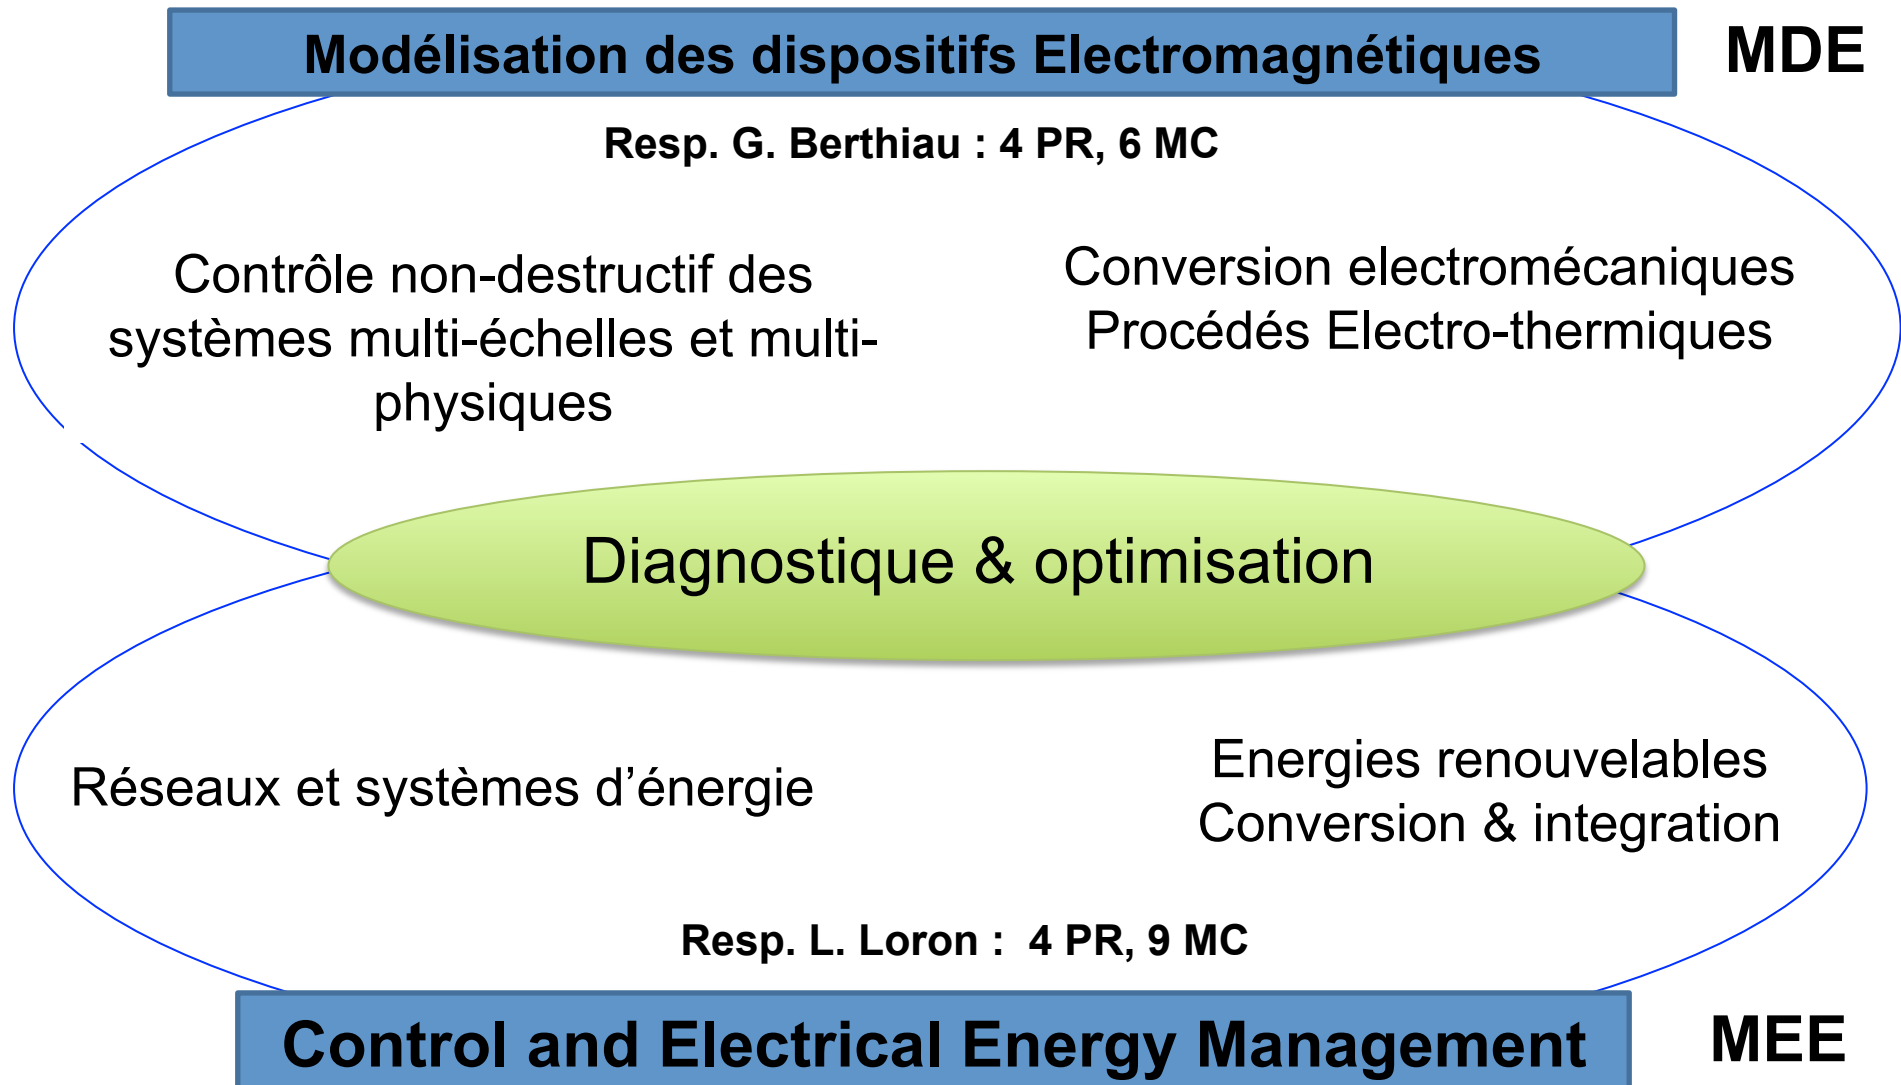 Modélisation des dispositifs Electromagnétiques
MDE
Resp. G. Berthiau : 4 PR, 6 MC
Contrôle non-destructif des
systèmes multi-échelles et multi-
physiques
Conversion electromécaniques
Procédés Electro-thermiques
Diagnostique & optimisation
Réseaux et systèmes d’énergie
Energies renouvelables
Conversion & integration
Resp. L. Loron : 4 PR, 9 MC
Control and Electrical Energy Management
MEE